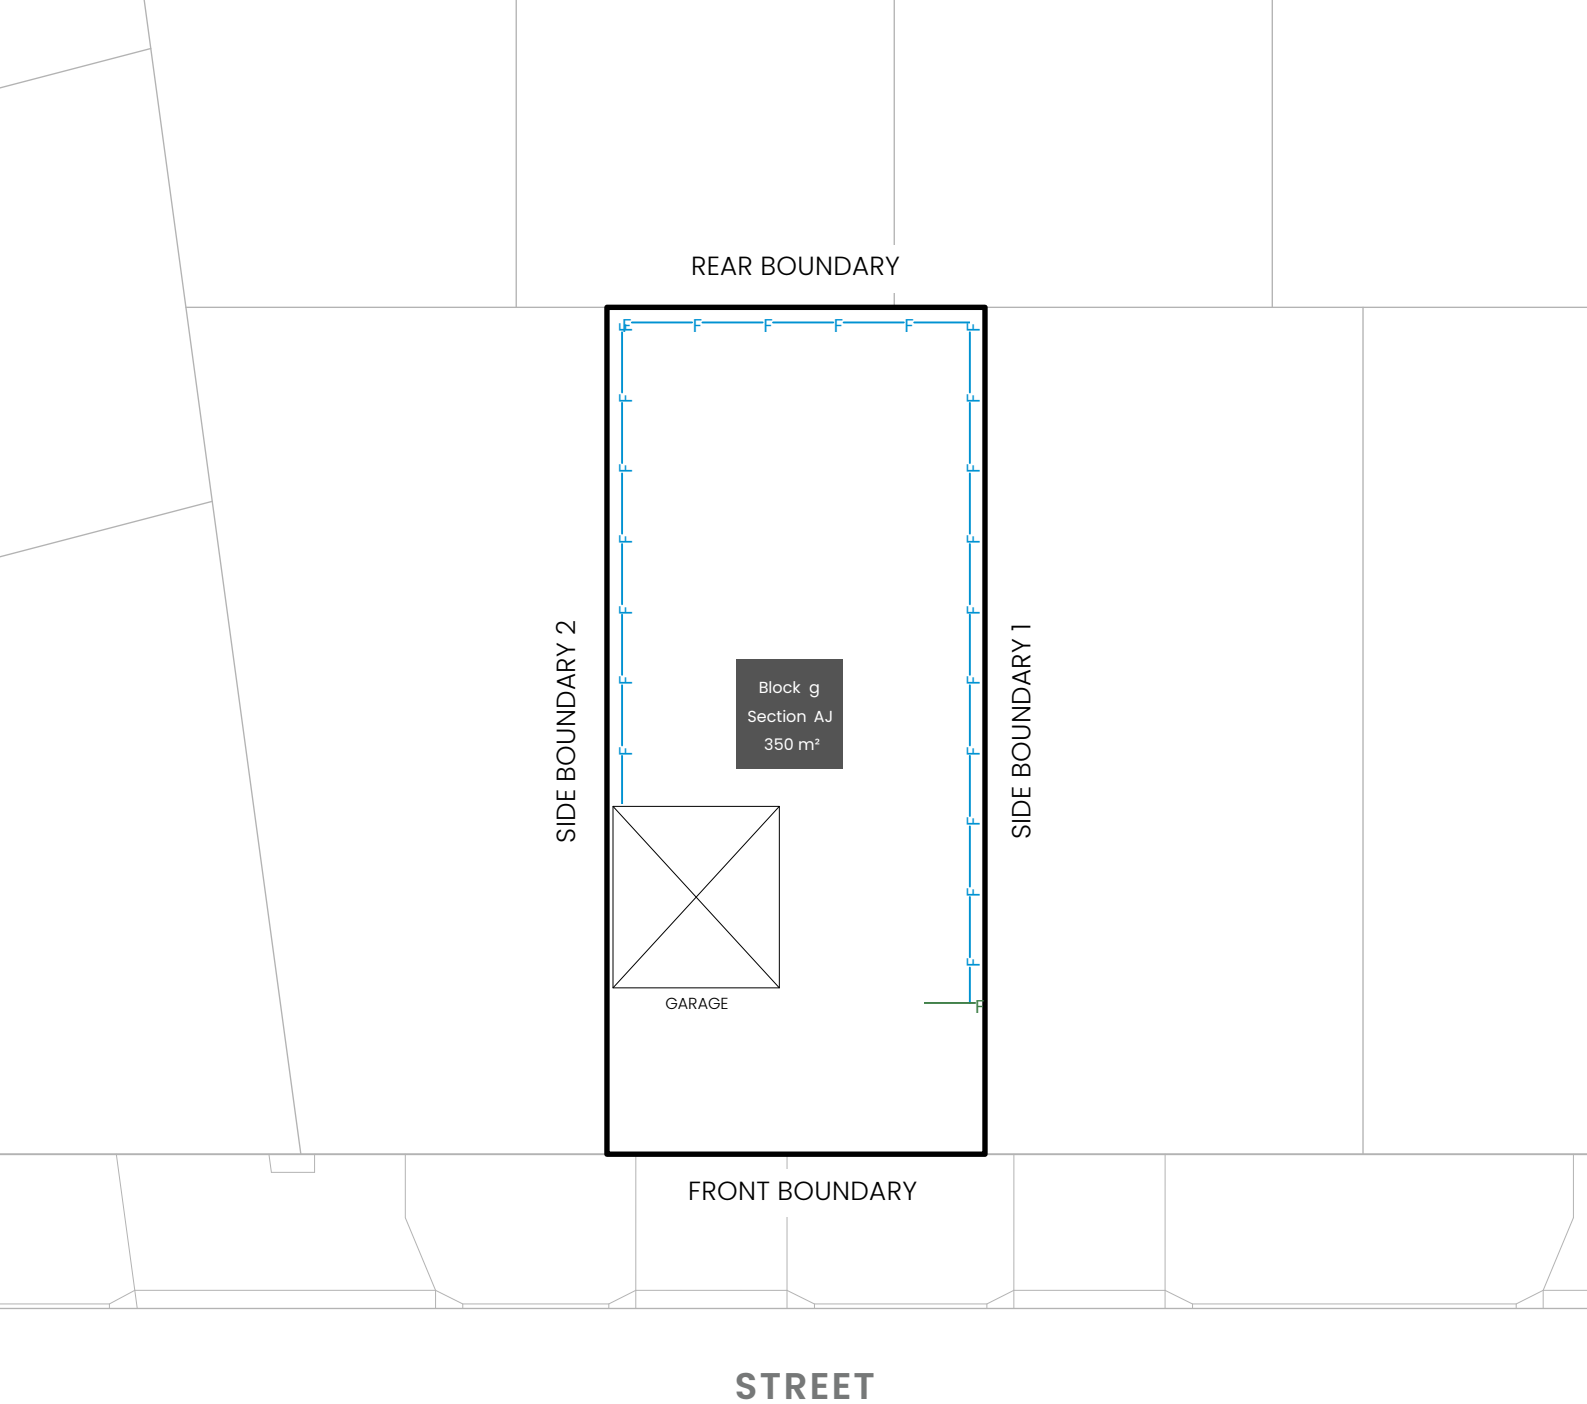 REAR BOUNDARY
F F F F F
F F
F F
F F
F F
F F
F F
F F
F
F
F
SIDE BOUNDARY 2
SIDE BOUNDARY 1
Block g
Section AJ
350 m²
GARAGE
F
FRONT BOUNDARY
STREET